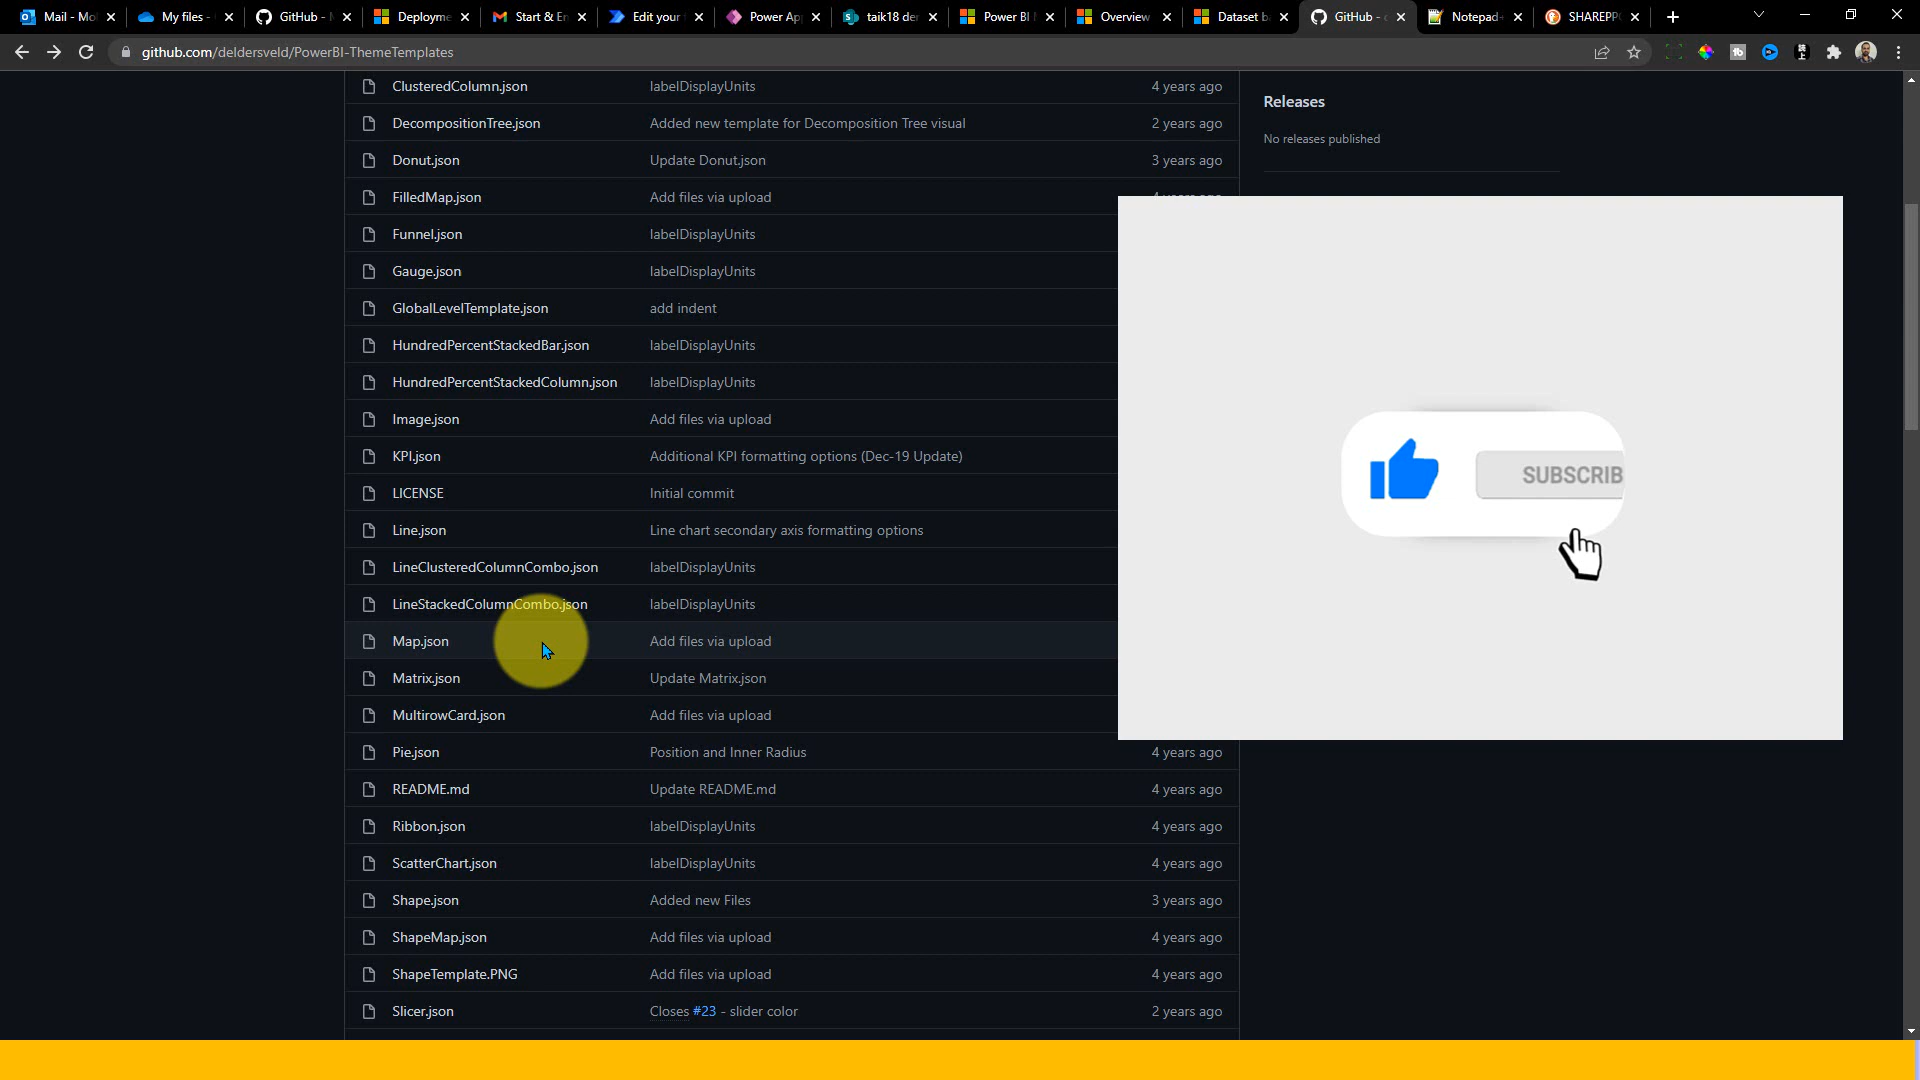 Mail - Mo
My files -
GitHub -
Deployme
Start & En
Edit your
Power Ap
taik18 der
Power BI
Overview
Dataset b
GitHub -
Notepad
SHAREPP
github.com/deldersveld/PowerBI-ThemeTemplates
ClusteredColumn.json labelDisplayUnits 4 years ago
DecompositionTree.json Added new template for Decomposition Tree visual 2 years ago
Donut.json Update Donut.json 3 years ago
FilledMap.json Add files via upload
Funnel.json labelDisplayUnits
Gauge.json labelDisplayUnits
GlobalLevelTemplate.json add indent
HundredPercentStackedBar.json labelDisplayUnits
HundredPercentStackedColumn.json labelDisplayUnits
Image.json Add files via upload
KPI.json Additional KPI formatting options (Dec-19 Update)
LICENSE Initial commit
Line.json Line chart secondary axis formatting options
LineClusteredColumnCombo.json labelDisplayUnits
LineStackedColumnCombo.json labelDisplayUnits
Map.json Add files via upload
Matrix.json Update Matrix.json
MultirowCard.json Add files via upload
Pie.json Position and Inner Radius 4 years ago
README.md Update README.md 4 years ago
Ribbon.json labelDisplayUnits 4 years ago
ScatterChart.json labelDisplayUnits 4 years ago
Shape.json Added new Files 3 years ago
ShapeMap.json Add files via upload 4 years ago
ShapeTemplate.PNG Add files via upload 4 years ago
Slicer.json Closes #23 - slider color 2 years ago
Releases
No releases published
SUBSCRIB